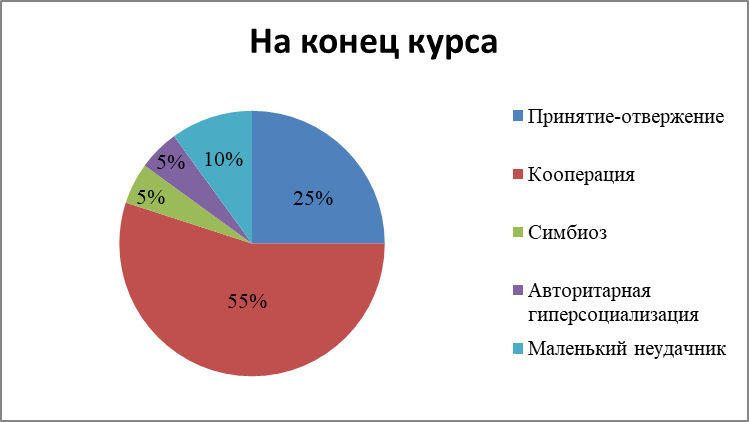 На конец курса
Принятие-отвержение
Кооперация
Симбиоз
Авторитарная
гиперсоциализация
Маленький неудачник
5%
10%
5%
25%
55%